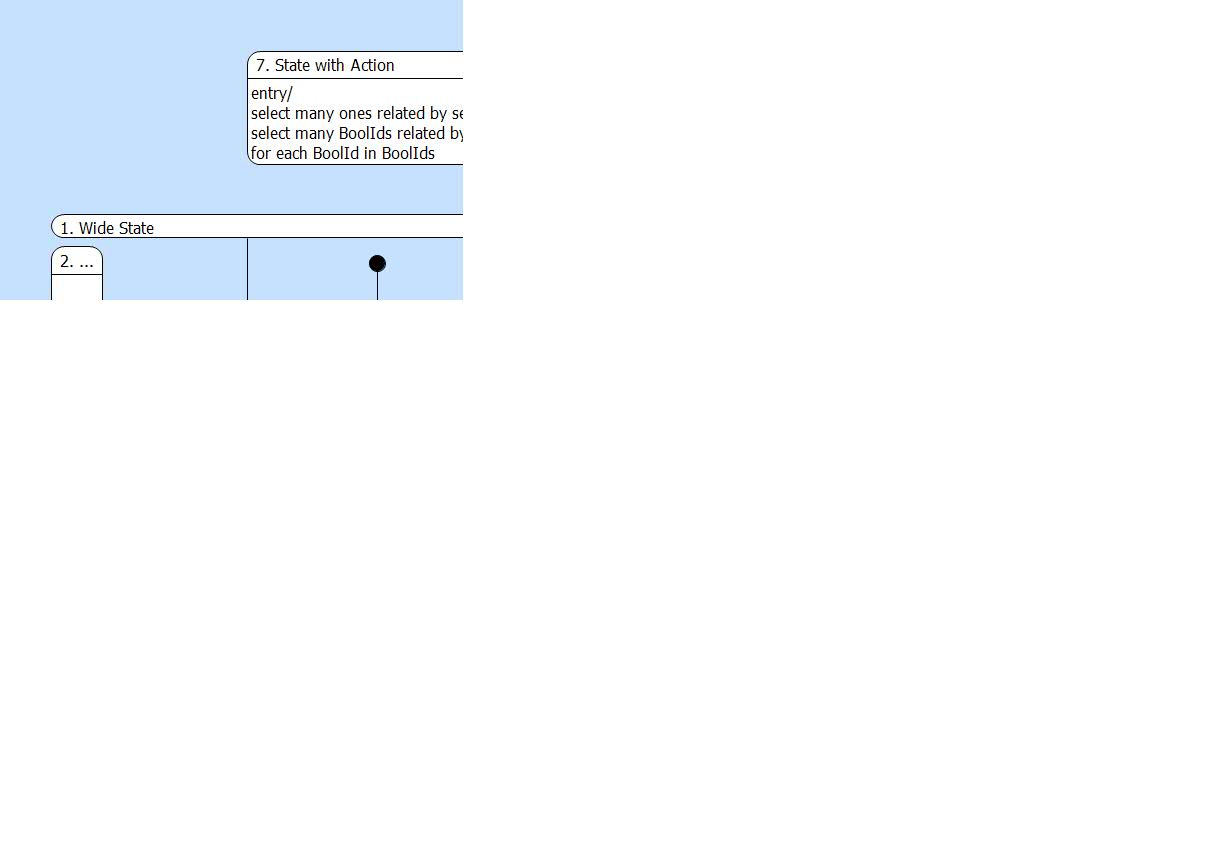 7. State with Action
entry/
select many ones related by se
select many BoolIds related by
for each BoolId in BoolIds
1. Wide State
2. ...